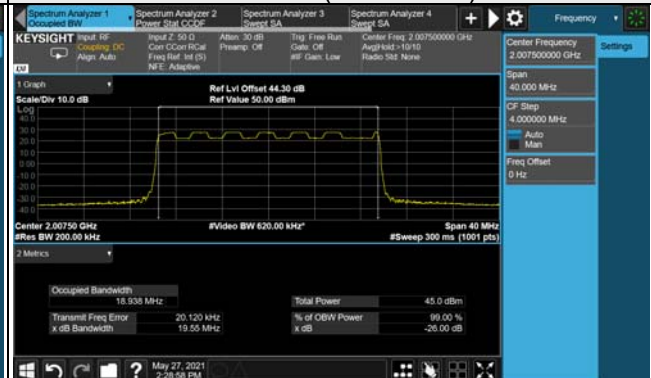 Spectrum Analyzer 1
Occupied BW
Spectrum Analyzer 2
Power Stat CCDF
Spectrum Analyzer 3
Swept SA
Spectrum Analyzer 4
Swept SA
Frequency
KEYSIGHT
Input: RF
Coupling: DC
Align: Auto
Input Z: 50 Ω
Corr CCorr RCal
Freq Ref: Int (S)
NFE: Adaptive
Atten: 30 dB
Preamp: Off
Trig: Free Run
Gate: Off
#IF Gain: Low
Center Freq: 2.007500000 GHz
Avg|Hold:>10/10
Radio Std: None
LXI
Center Frequency
2.007500000 GHz
Settings
Span
40.000 MHz
CF Step
4.000000 MHz
Auto
Man
Freq Offset
0 Hz
1 Graph
Scale/Div 10.0 dB
Ref Lvl Offset 44.30 dB
Ref Value 50.00 dBm
Log
40.0
30.0
20.0
10.0
0.00
-10.0
-20.0
-30.0
-40.0
Center 2.00750 GHz
#Res BW 200.00 kHz
#Video BW 620.00 kHz*
Span 40 MHz
#Sweep 300 ms (1001 pts)
2 Metrics
Occupied Bandwidth
18.938 MHz
Total Power
45.0 dBm
Transmit Freq Error
20.120 kHz
% of OBW Power
99.00 %
x dB Bandwidth
19.55 MHz
x dB
-26.00 dB
May 27, 2021
2:28:58 PM